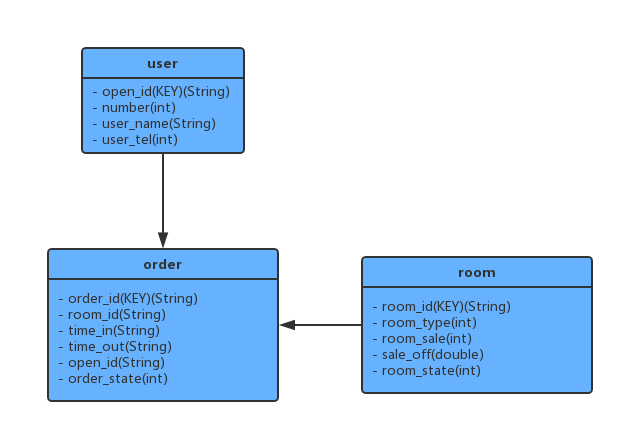 user
- open_id(KEY)(String)
- number(int)
- user_name(String)
- user_tel(int)
order
- order_id(KEY)(String)
- room_id(String)
- time_in(String)
- time_out(String)
- open_id(String)
- order_state(int)
room
- room_id(KEY)(String)
- room_type(int)
- room_sale(int)
- sale_off(double)
- room_state(int)